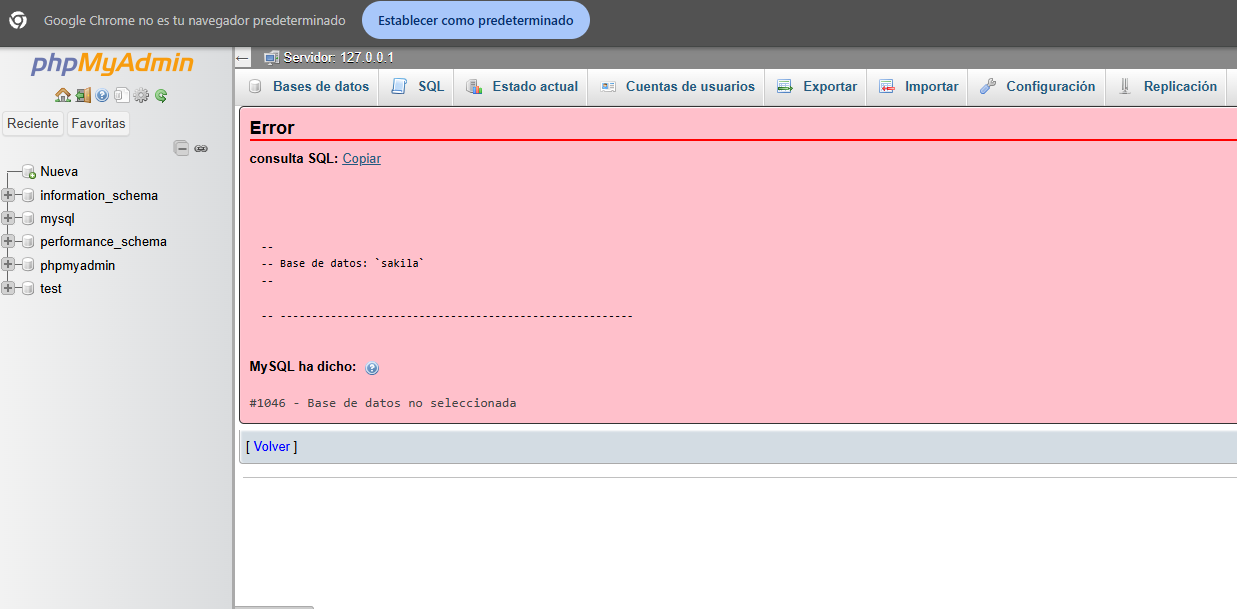 Google Chrome no es tu navegador predeterminado
Establecer como predeterminado
phpMyAdmin
Reciente
Favoritas
Nueva
information_schema
mysql
performance_schema
phpmyadmin
test
Servidor: 127.0.0.1
Bases de datos
SQL
Estado actual
Cuentas de usuarios
Exportar
Importar
Configuración
Replicación
Error
consulta SQL: Copiar
--
-- Base de datos: `sakila`
--
-- --------------------------------------------------------
MySQL ha dicho:
#1046 - Base de datos no seleccionada
[ Volver ]